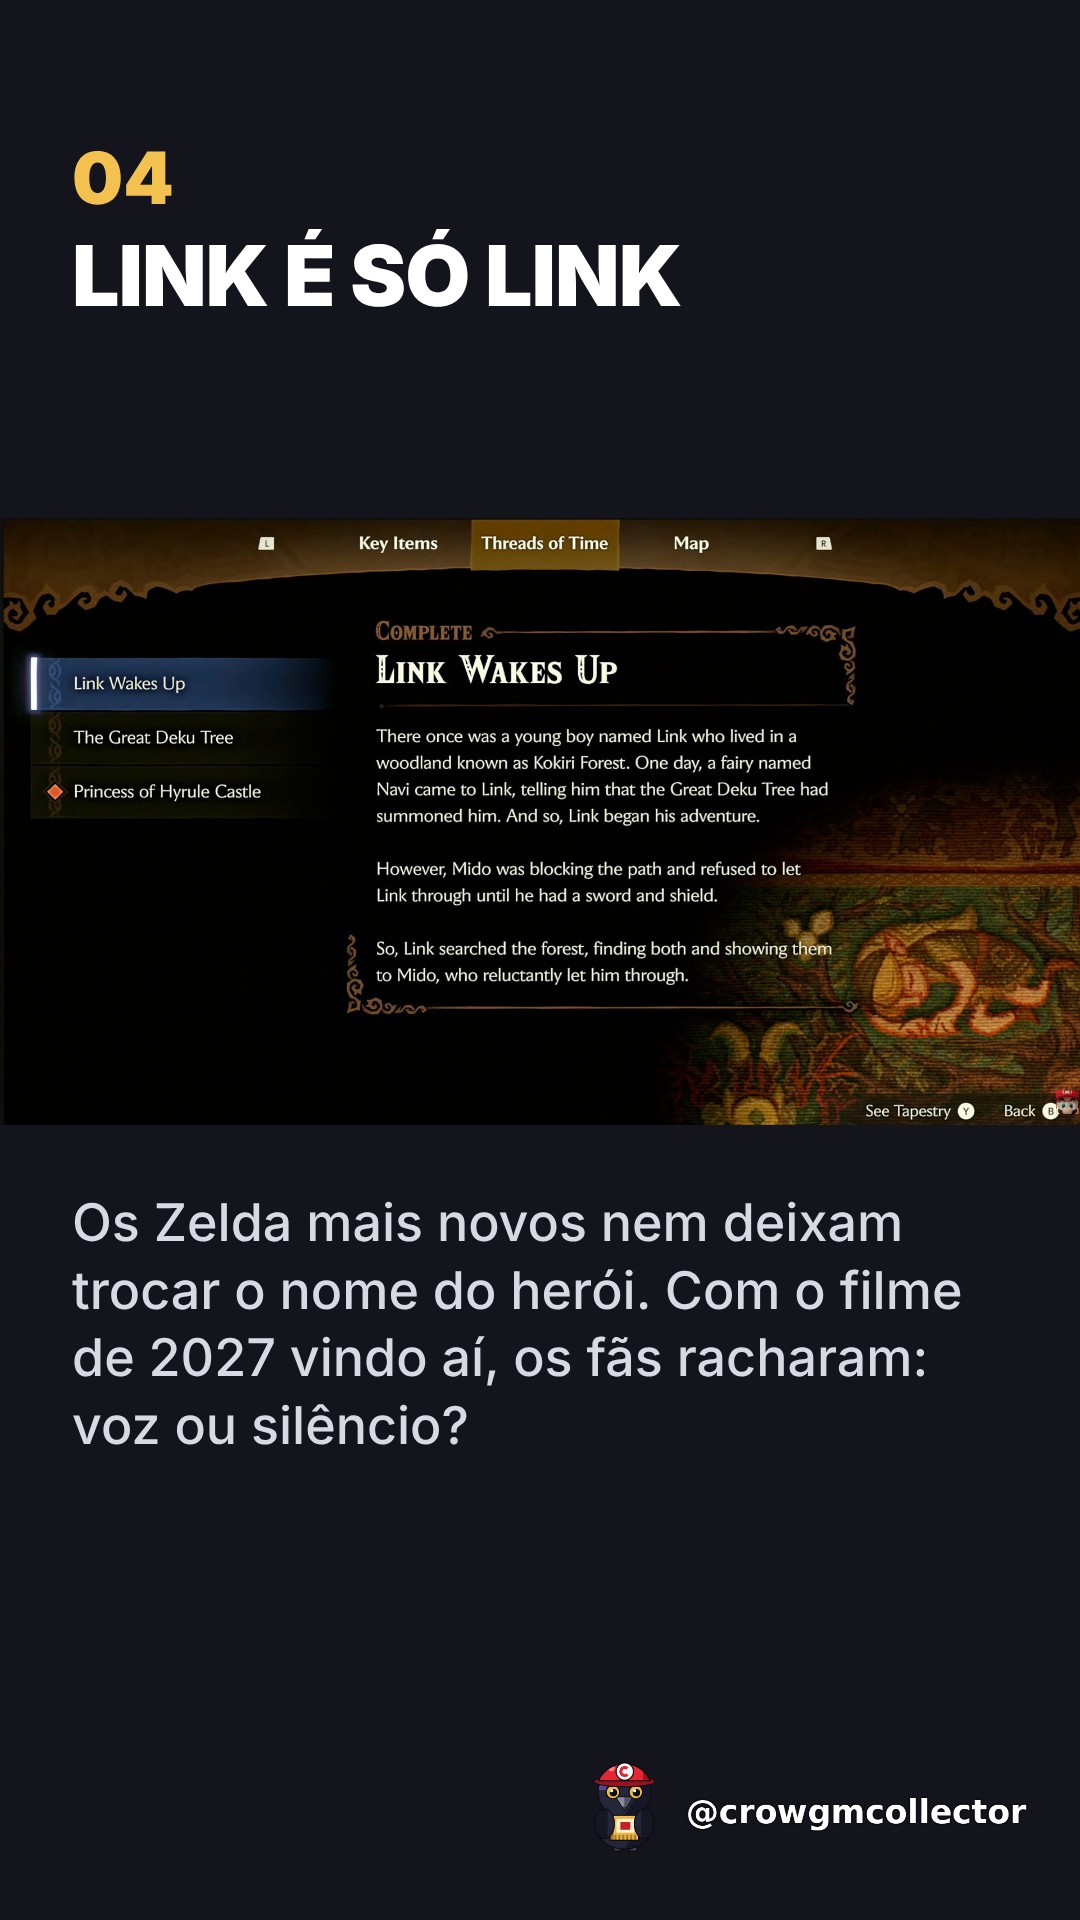 04
LINK É SÓ LINK
L Key Items Threads of Time Map R
COMPLETE
LINK WAKES UP
Link Wakes Up
The Great Deku Tree
Princess of Hyrule Castle
There once was a young boy named Link who lived in a
woodland known as Kokiri Forest. One day, a fairy named
Navi came to Link, telling him that the Great Deku Tree had
summoned him. And so, Link began his adventure.
However, Mido was blocking the path and refused to let
Link through until he had a sword and shield.
So, Link searched the forest, finding both and showing them
to Mido, who reluctantly let him through.
See Tapestry Y Back B
Os Zelda mais novos nem deixam
trocar o nome do herói. Com o filme
de 2027 vindo aí, os fãs racharam:
voz ou silêncio?
C
@crowgmcollector